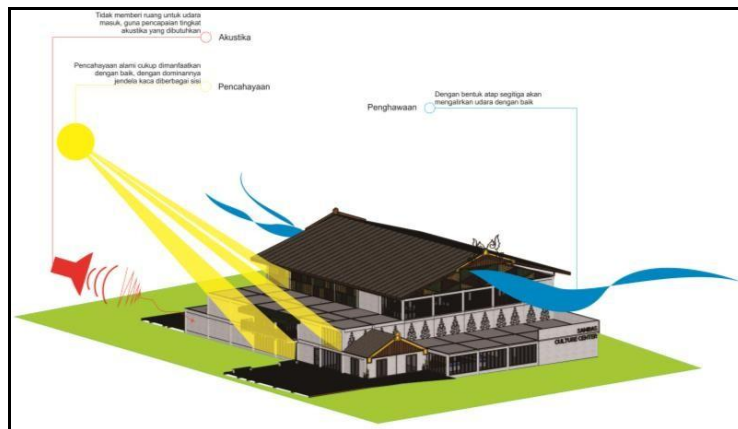 Tidak memberi ruang untuk udara
masuk, guna pencapaian tingkat
akustika yang dibutuhkan
Akustika
Pencahayaan alami cukup dimanfaatkan
dengan baik, dengan dominannya
jendela kaca diberbagai sisi
Pencahayaan
Dengan bentuk atap segitiga akan
mengalirkan udara dengan baik
Penghawaan
SAMBAS
CULTURE CENTER